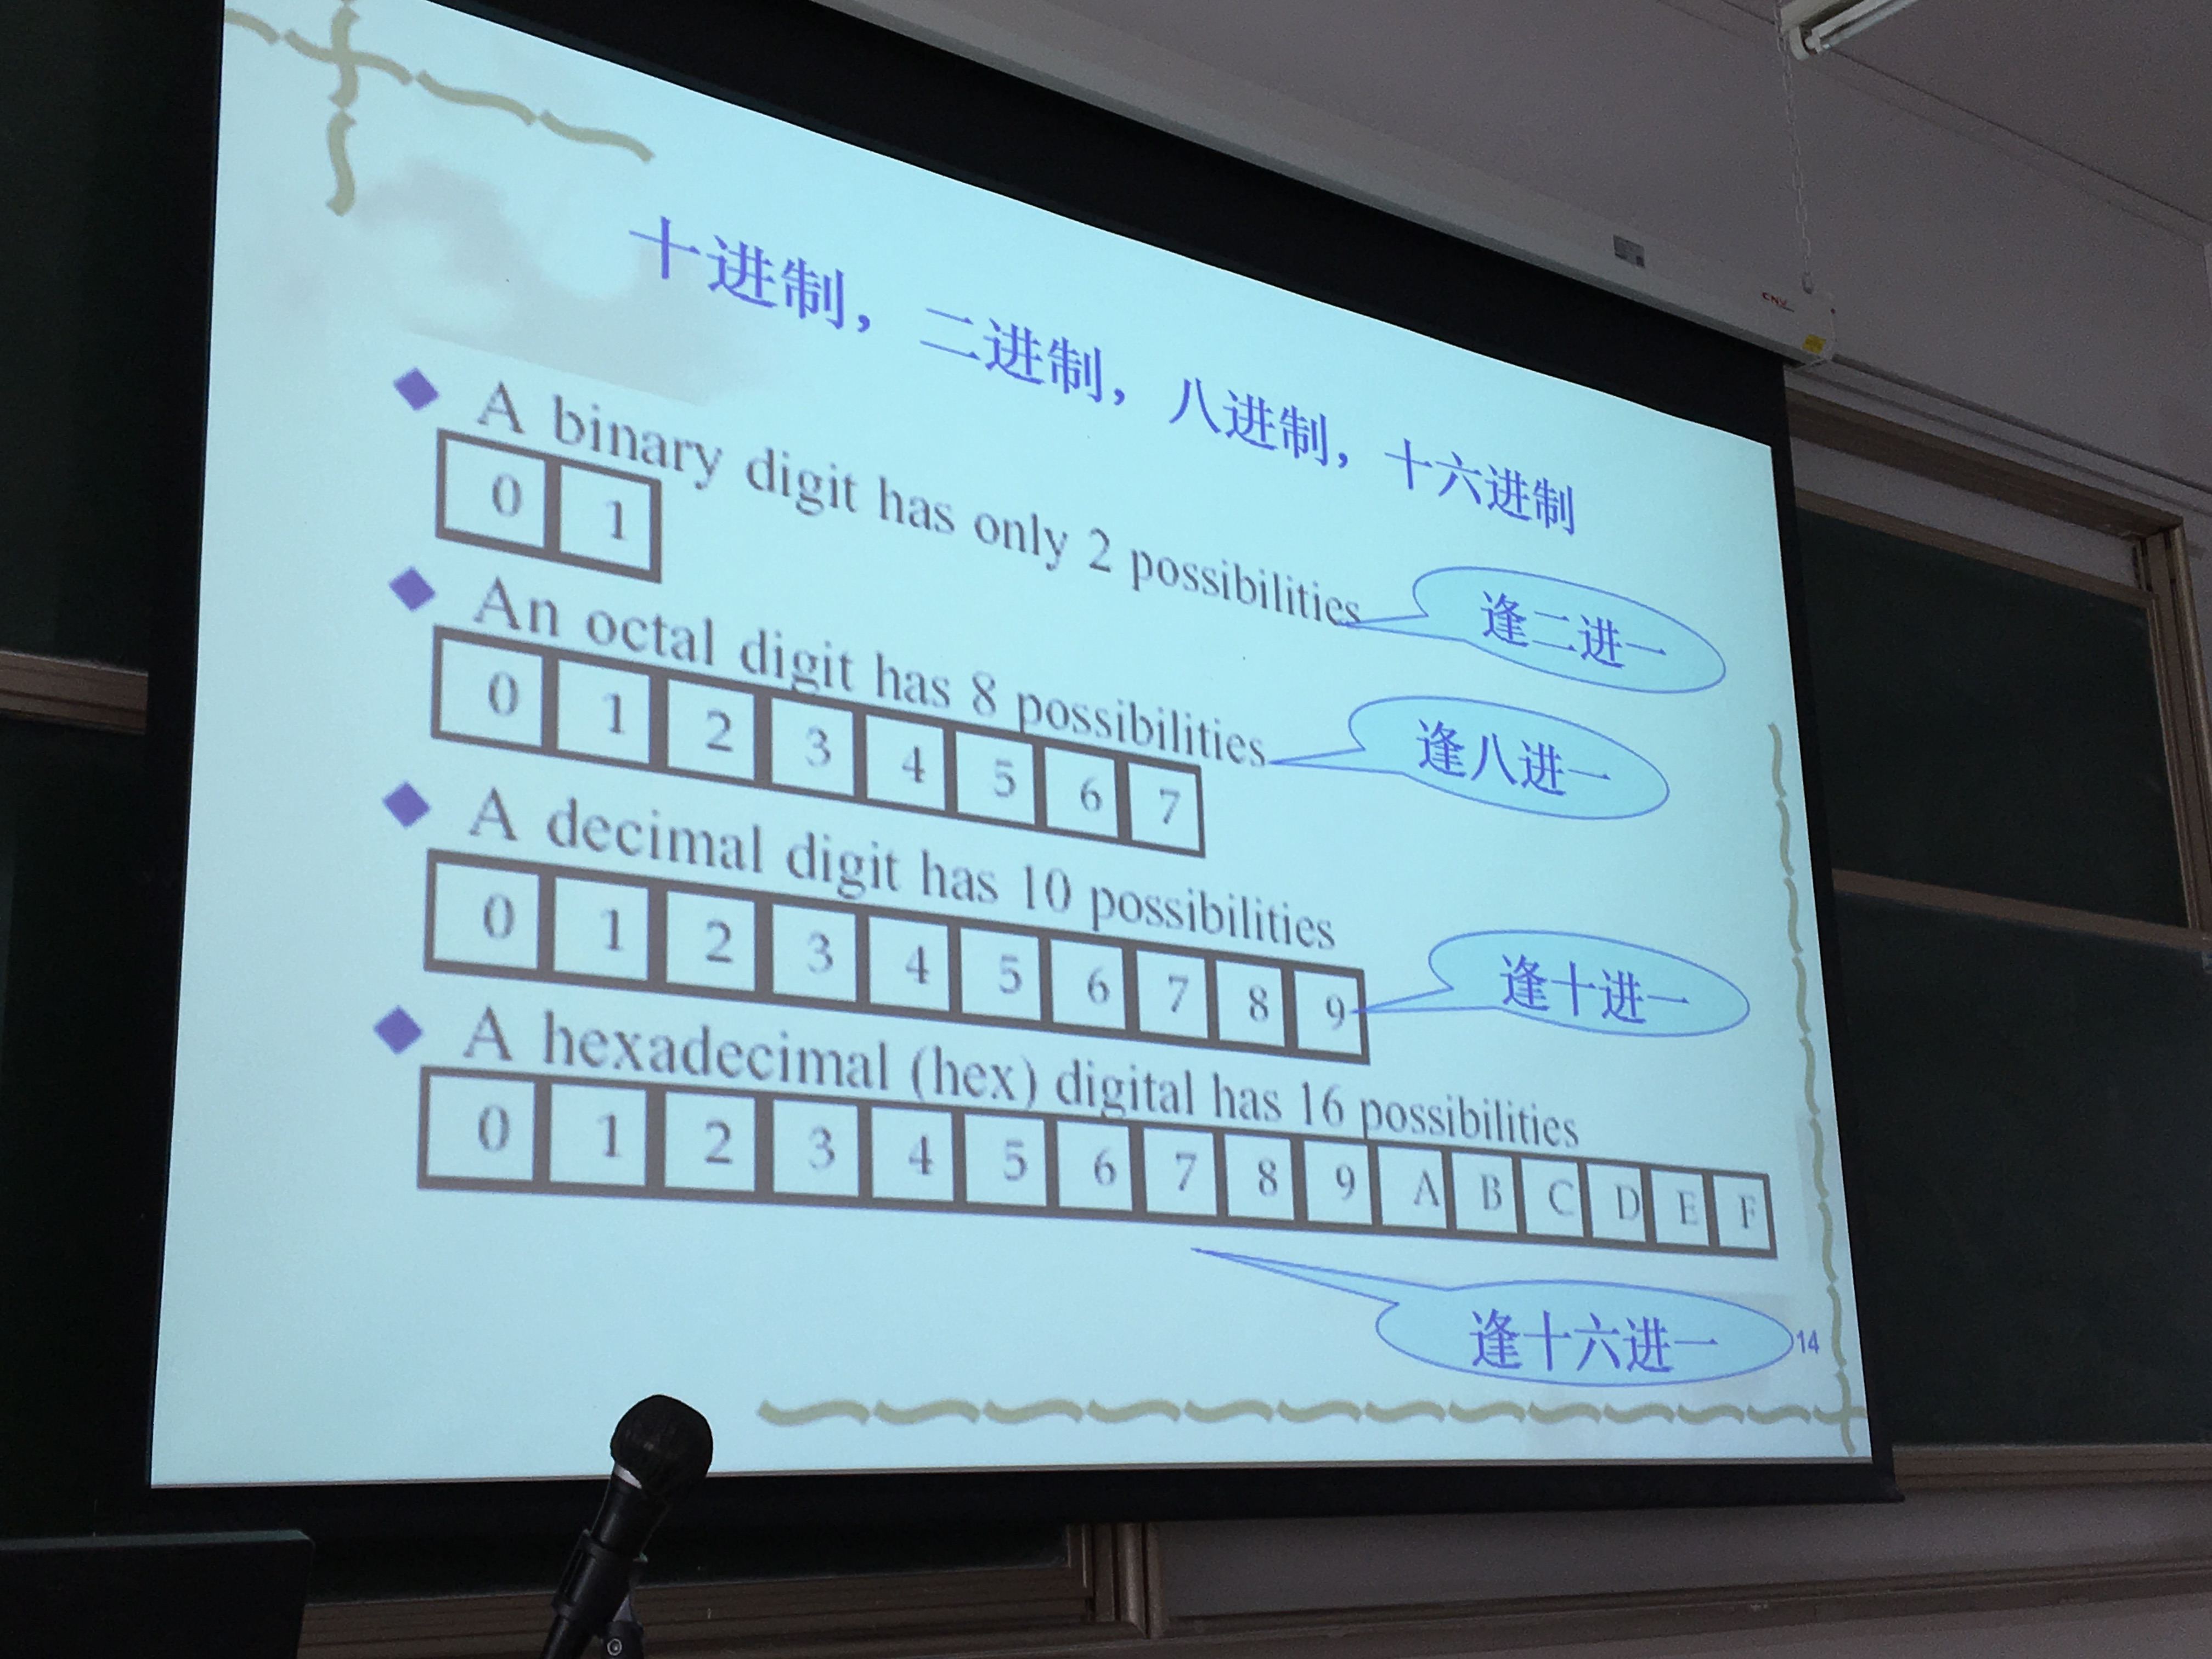 十进制，二进制，八进制，十六进制
A binary digit has only 2 possibilities
0 1
逢二进一
An octal digit has 8 possibilities
0 1 2 3 4 5 6 7
逢八进一
A decimal digit has 10 possibilities
0 1 2 3 4 5 6 7 8 9
逢十进一
A hexadecimal (hex) digital has 16 possibilities
0 1 2 3 4 5 6 7 8 9 A B C D E F
逢十六进一
14